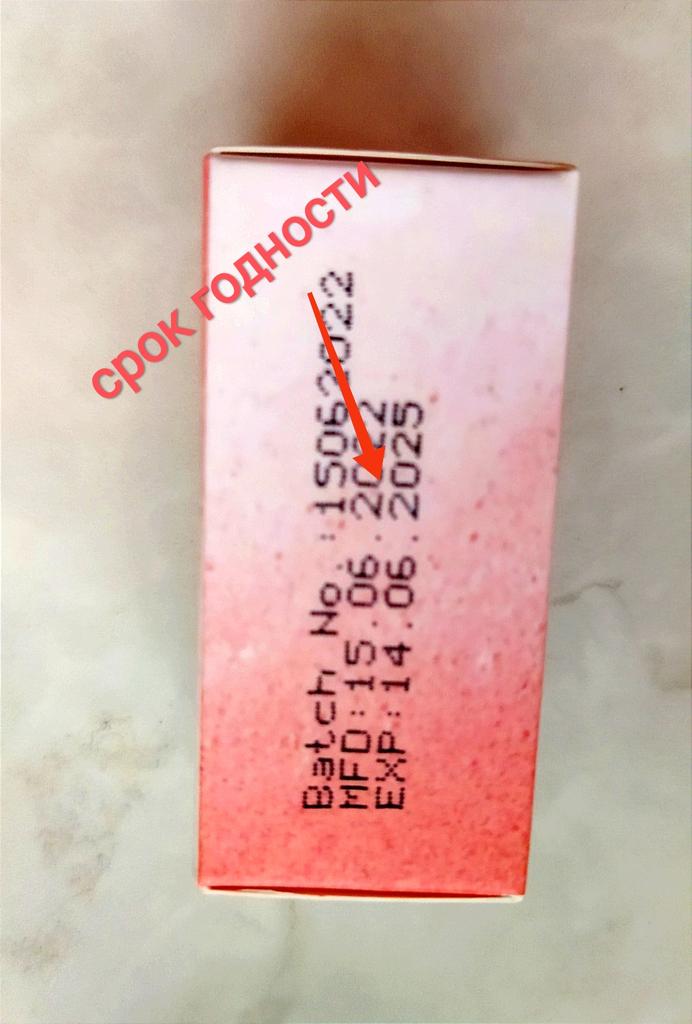 срок годности
Batch No. :15062022
MFD:15.06.2022
EXP:14.06.2025